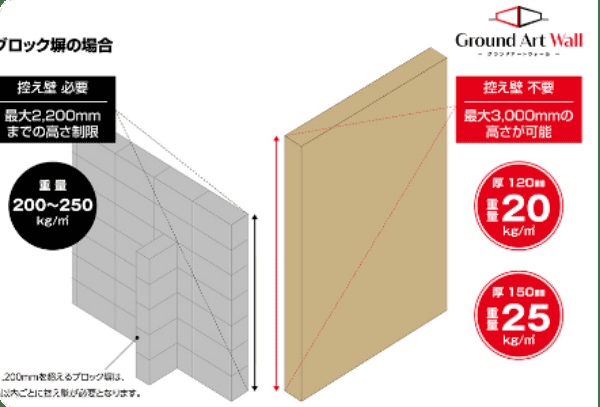 ブロック塀の場合
控え壁 必要
最大2,200mm
までの高さ制限
重量
200～250
kg/㎡
,200mmを超えるブロック塀は、
以内ごとに控え壁が必要となります。
Ground Art Wall
− グランドアートウォール −
控え壁 不要
最大3,000mmの
高さが可能
厚 120mm
重量 20
kg/㎡
厚 150mm
重量 25
kg/㎡